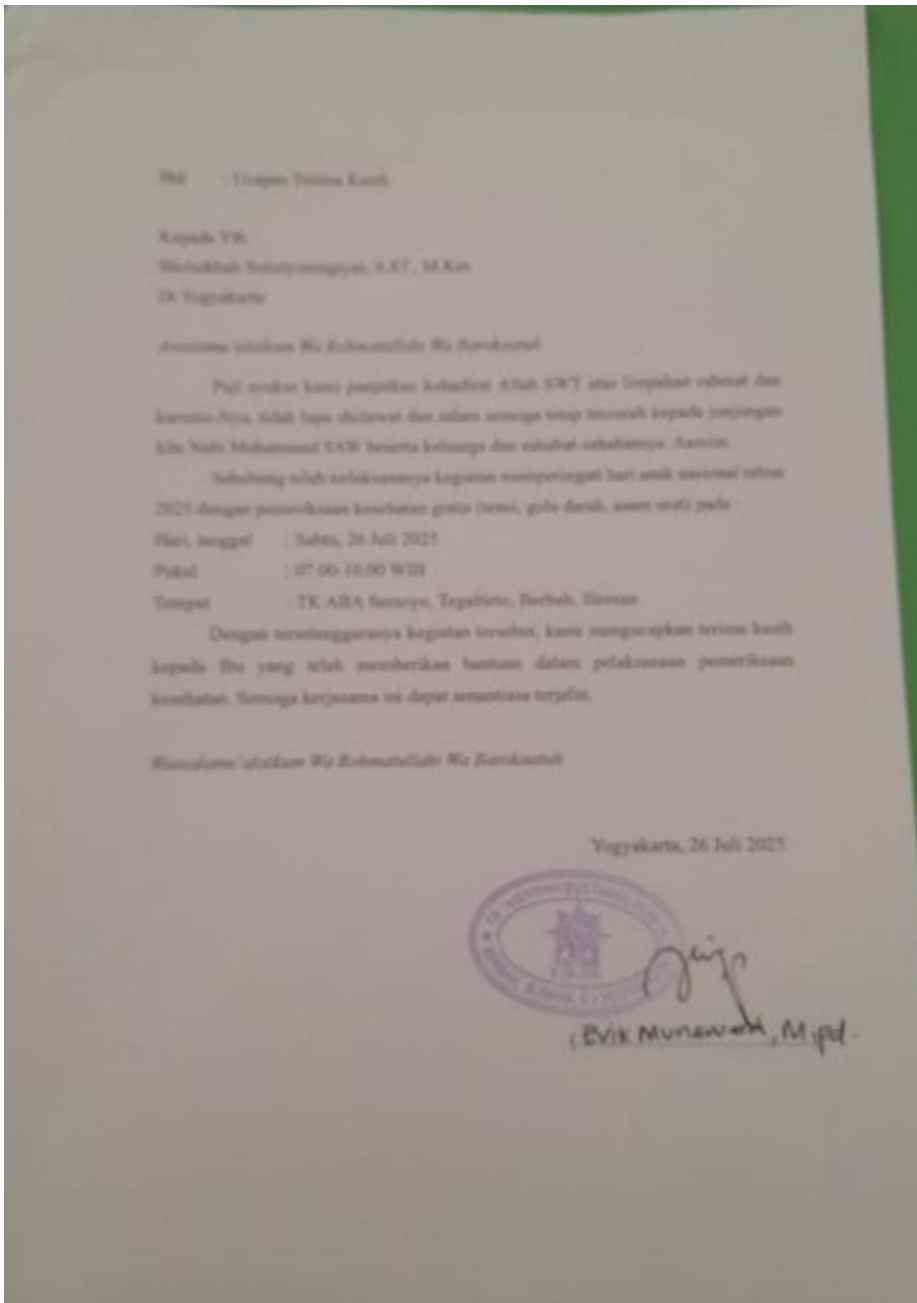 Hal : Ucapan Terima Kasih
Kepada Yth.
S.ST., M.Kes
Di Yogyakarta
Assalamu'alaikum Wa Rohmatullahi Wa Barokaatuh
Puji syukur kami panjatkan kehadirat Allah SWT atas limpahan rahmat dan
karunia-Nya, tidak lupa sholawat dan salam semoga tetap tercurah kepada junjungan
kita Nabi Muhammad SAW beserta keluarga dan sahabat-sahabatnya. Aamiin.
Sehubung telah terlaksananya kegiatan memperingati hari anak nasional tahun
2025 dengan pemeriksaan kesehatan gratis (tensi, gula darah, asam urat) pada :
Hari, tanggal : Sabtu, 26 Juli 2025
Pukul : 07.00-10.00 WIB
Tempat : TK ABA Semoyo, Tegaltirto, Berbah, Sleman
Dengan terselenggaranya kegiatan tersebut, kami mengucapkan terima kasih
kepada Ibu yang telah memberikan bantuan dalam pelaksanaan pemeriksaan
kesehatan. Semoga kerjasama ini dapat senantiasa terjalin.
Wassalamu'alaikum Wa Rohmatullahi Wa Barokaatuh
Yogyakarta, 26 Juli 2025
Evix , M.pd.